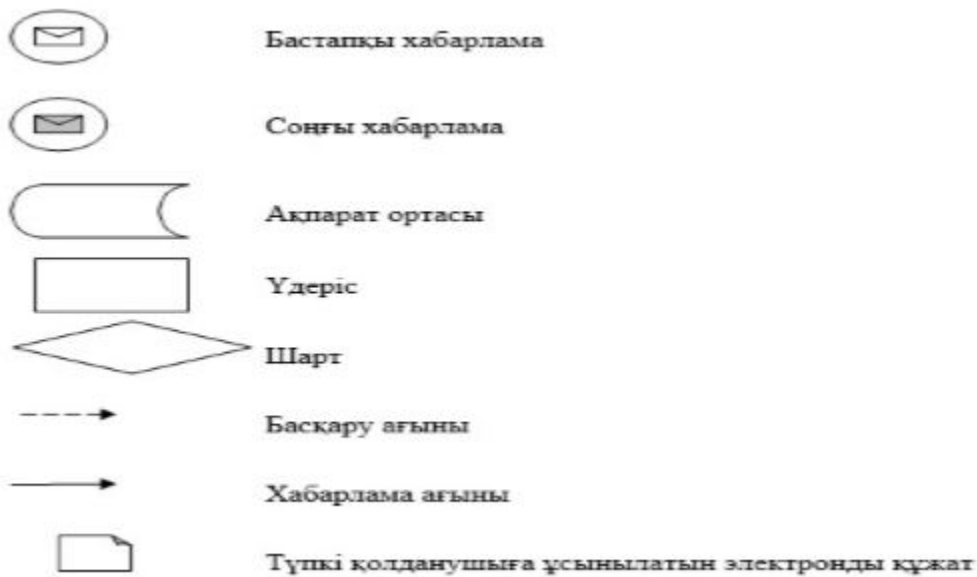 Бастапқы хабарлама
Соңғы хабарлама
Ақпарат ортасы
Үдеріс
Шарт
Басқару ағыны
Хабарлама ағыны
Түпкі қолданушыға ұсынылатын электронды құжат